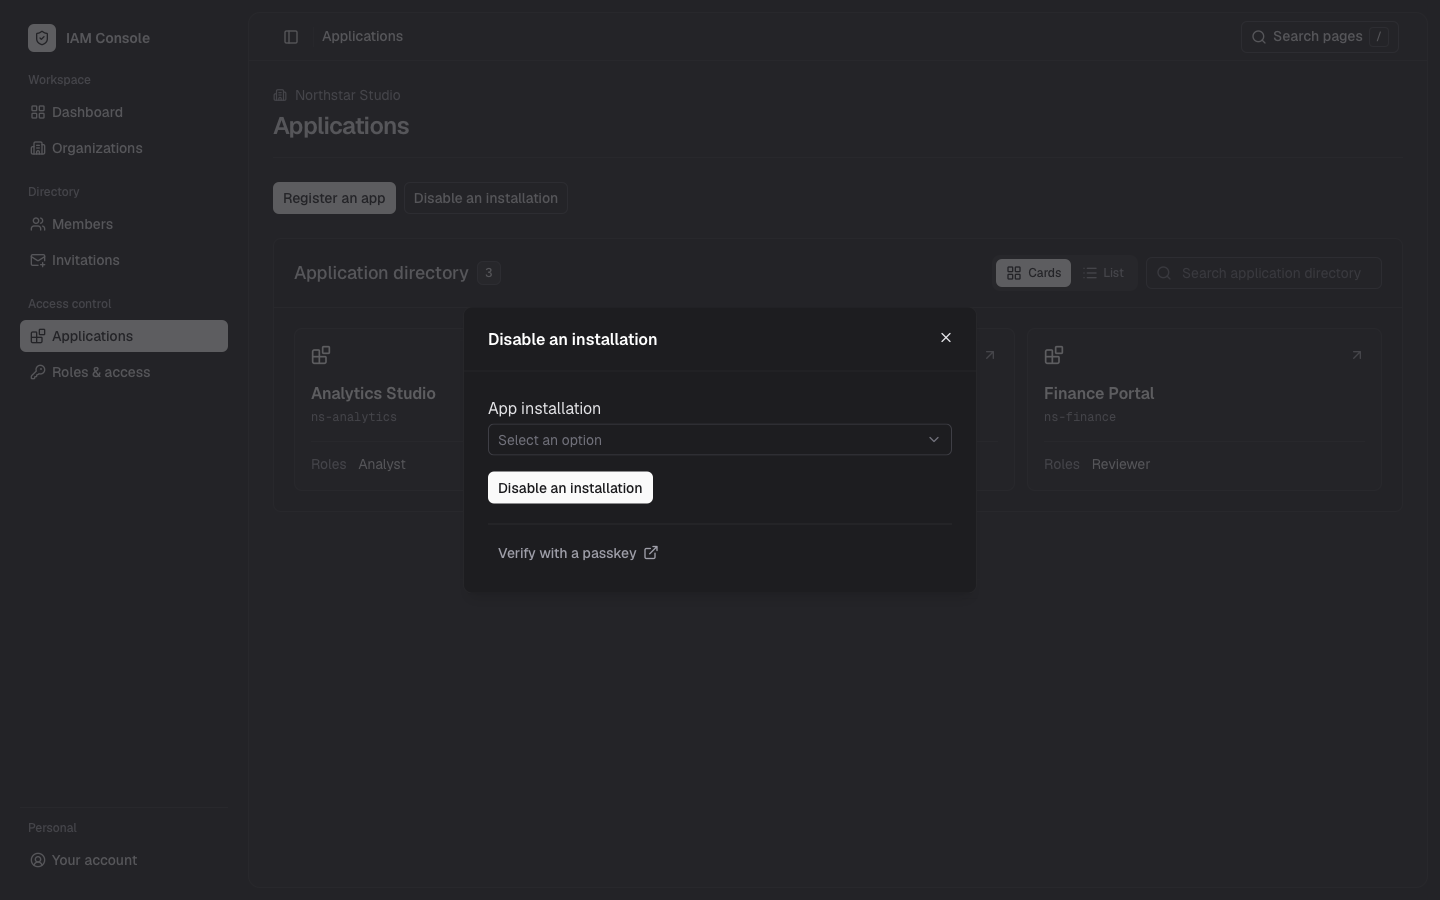 IAM Console
Workspace
Dashboard
Organizations
Directory
Members
Invitations
Access control
Applications
Roles & access
Personal
Your account
Applications
Search pages /
Northstar Studio
Applications
Register an app
Disable an installation
Application directory 3
Cards
List
Search application directory
Analytics Studio
ns-analytics
Roles Analyst
Finance Portal
ns-finance
Roles Reviewer
Disable an installation
App installation
Select an option
Disable an installation
Verify with a passkey